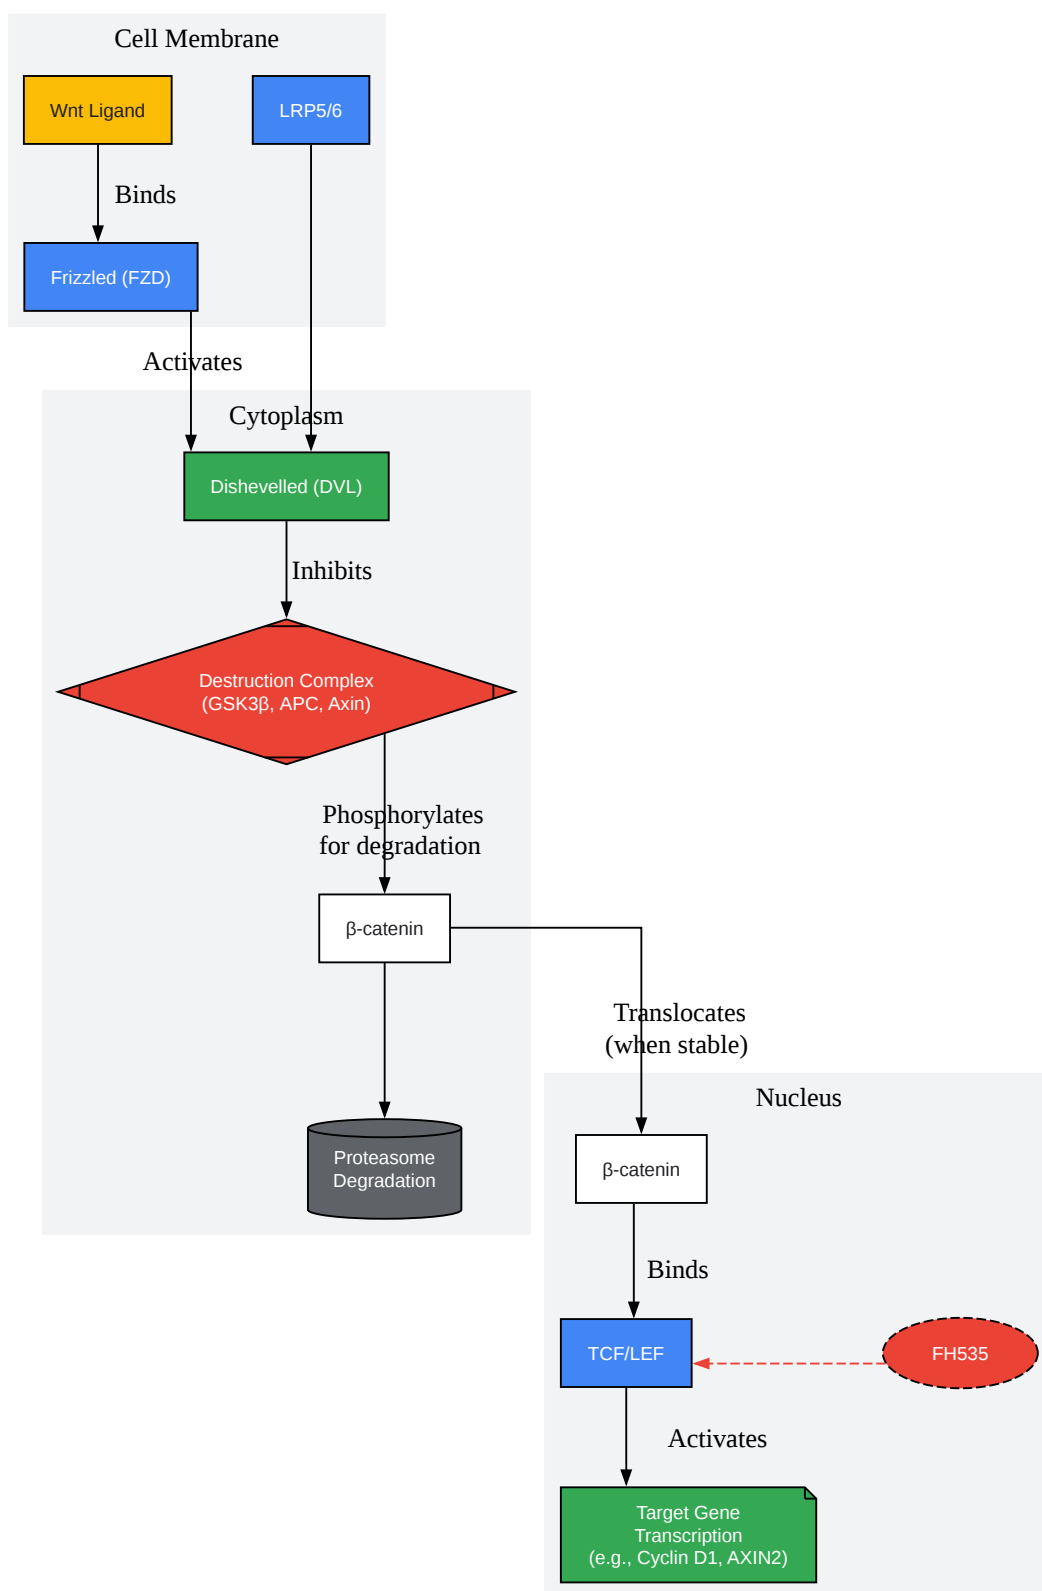 Cell Membrane
Wnt Ligand
LRP5/6
Binds
Frizzled (FZD)
Activates
Cytoplasm
Dishevelled (DVL)
Inhibits
Destruction Complex
(GSK3β, APC, Axin)
Phosphorylates
for degradation
β-catenin
Translocates
(when stable)
Nucleus
Proteasome
Degradation
β-catenin
Binds
TCF/LEF
FH535
Activates
Target Gene
Transcription
(e.g., Cyclin D1, AXIN2)